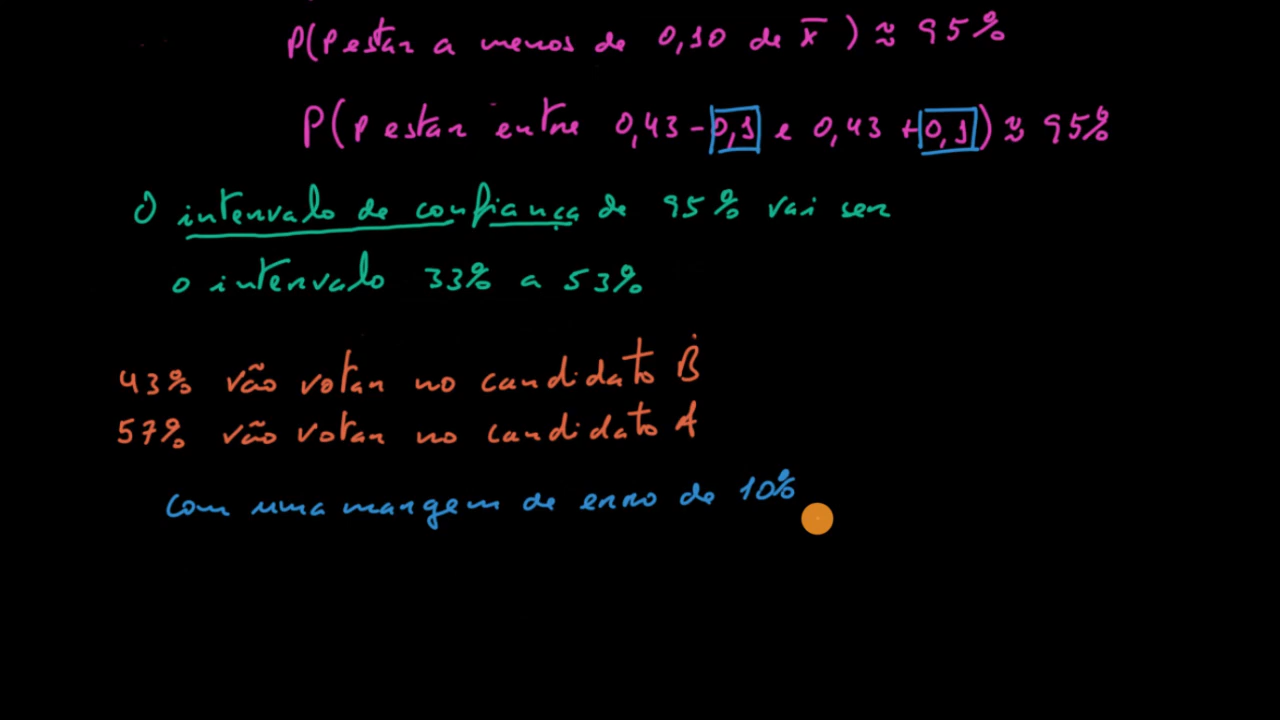 P(p estar a menos de 0,10 de x̄) ≈ 95%
P(p estar entre 0,43 - 0,1 e 0,43 + 0,1) ≈ 95%
O intervalo de confiança de 95% vai ser
o intervalo 33% a 53%
43% vão votar no candidato B
57% vão votar no candidato A
Com uma margem de erro de 10%